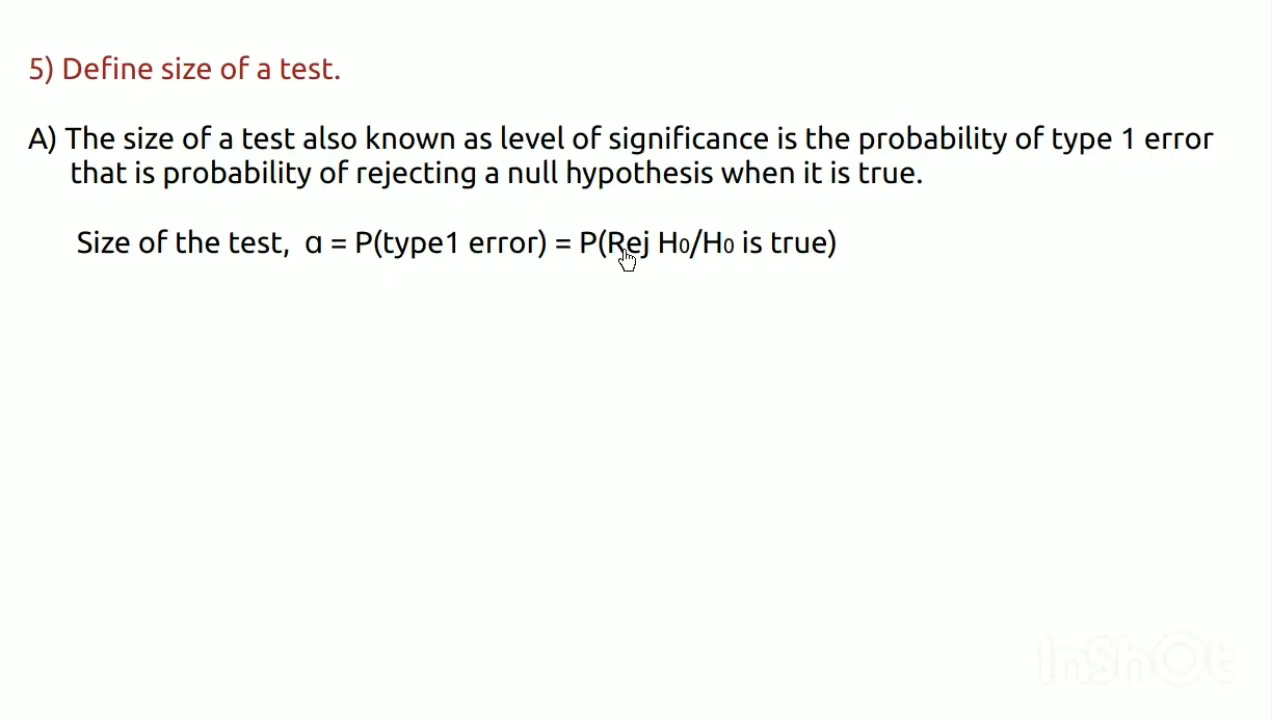 5) Define size of a test.
A) The size of a test also known as level of significance is the probability of type 1 error
that is probability of rejecting a null hypothesis when it is true.
Size of the test, α = P(type1 error) = P(Rej H₀/H₀ is true)
InShOt